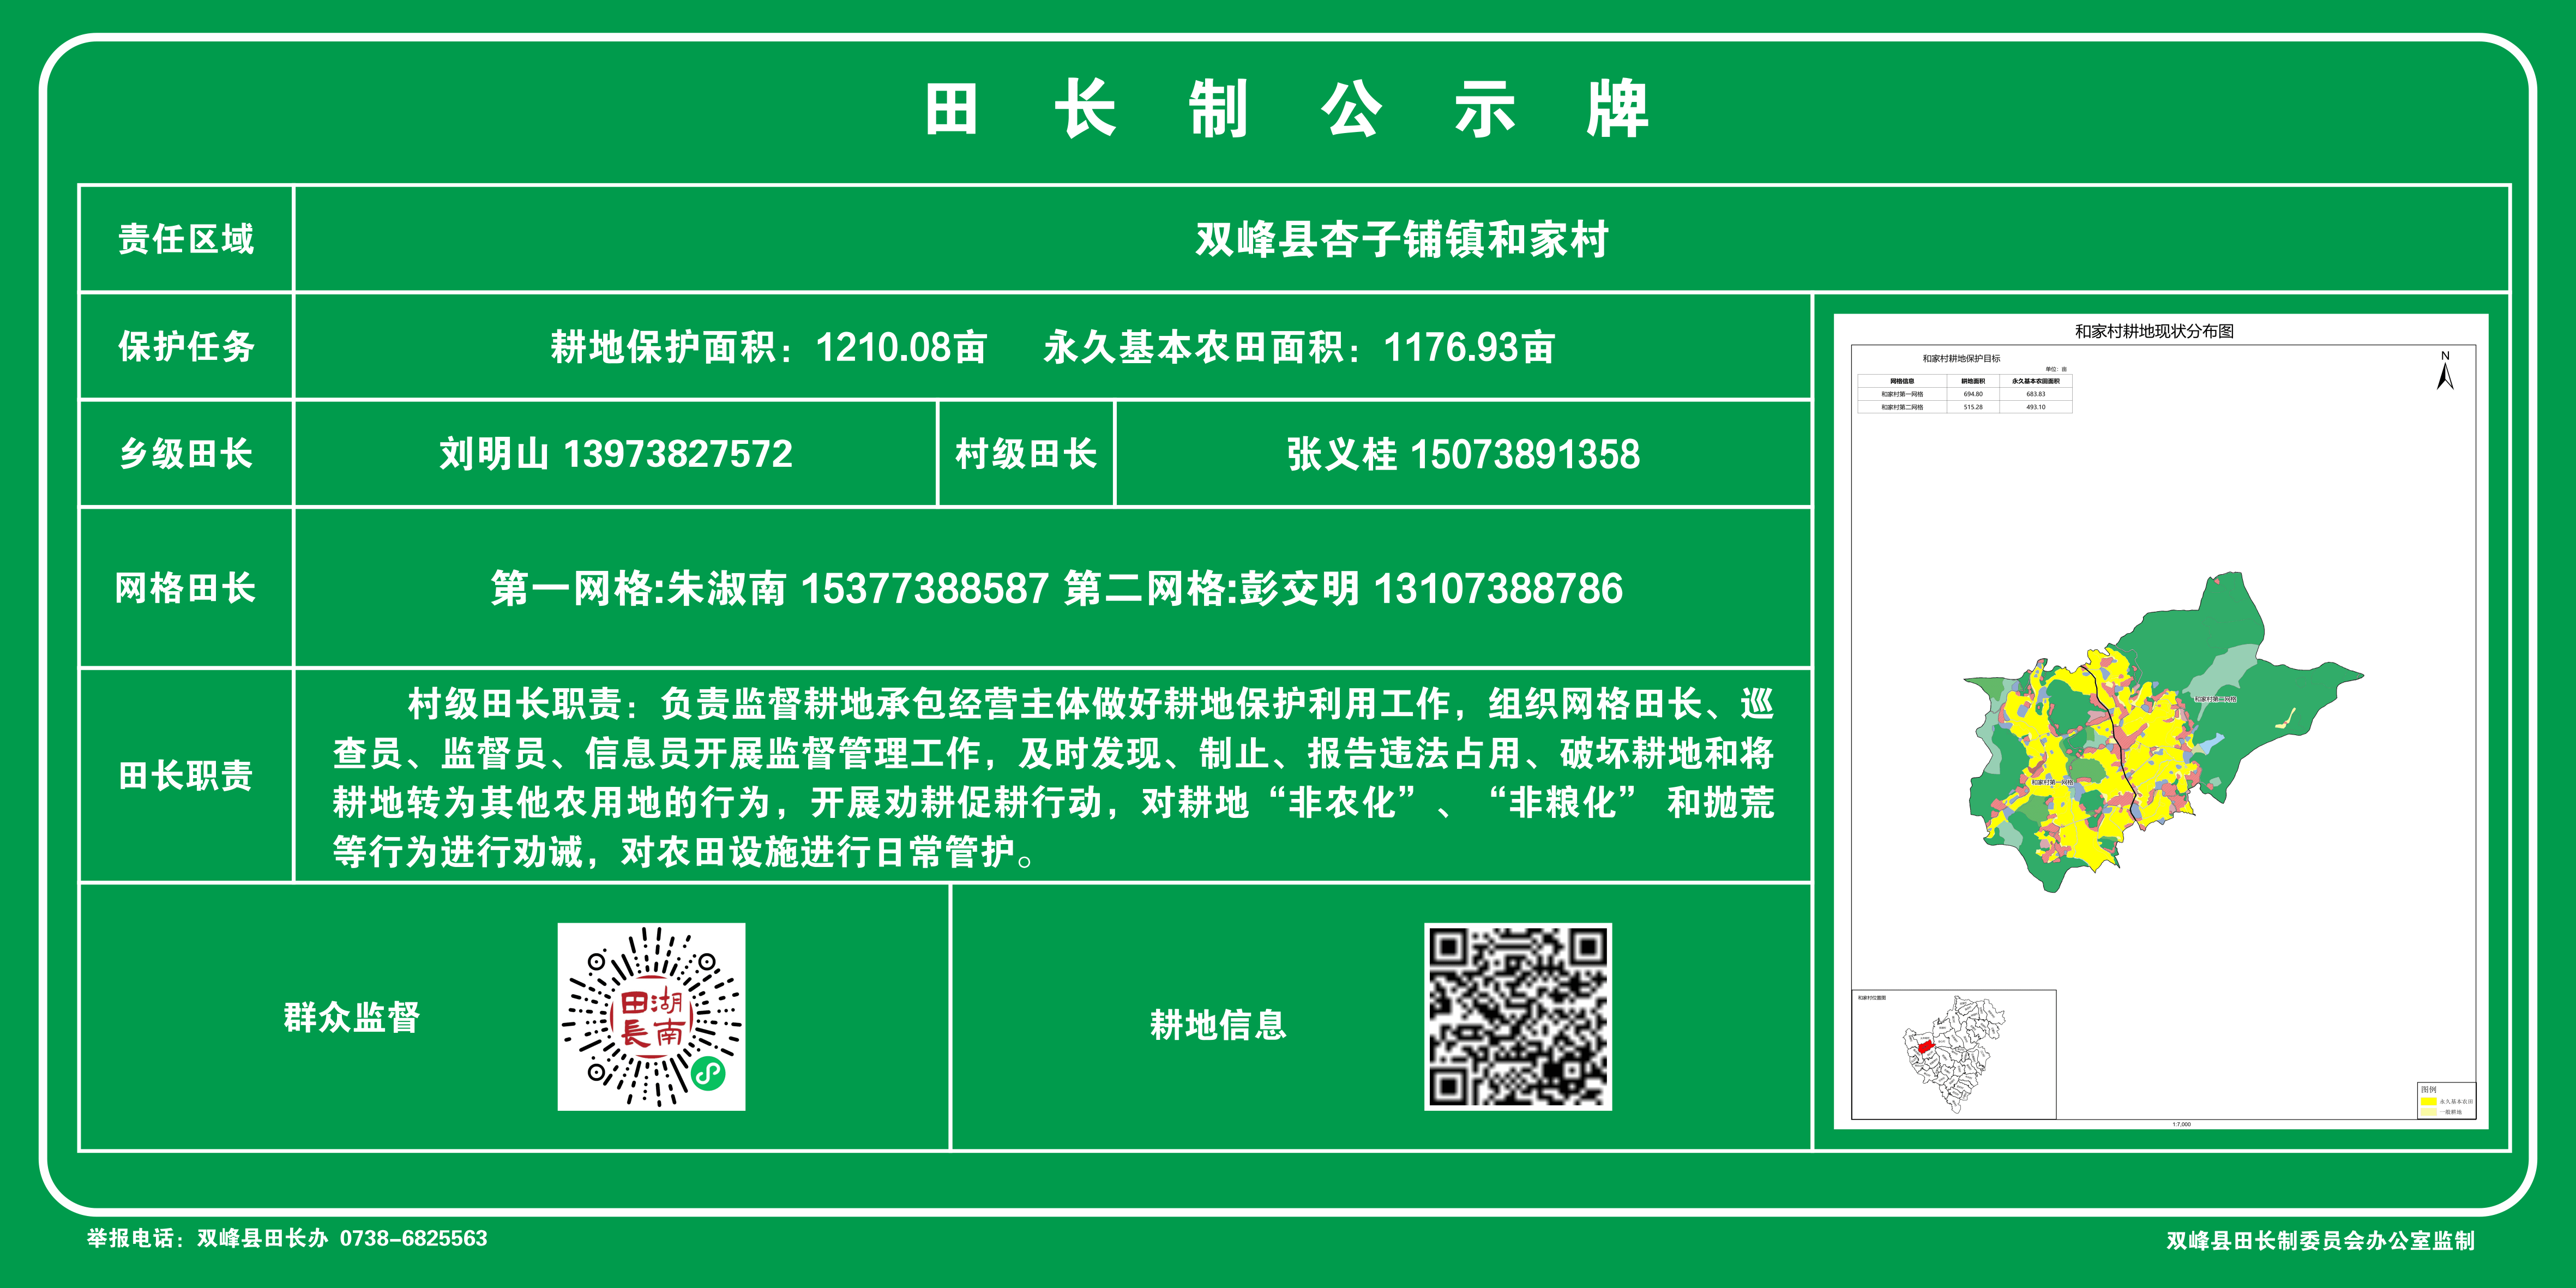 田长制公示牌
责任区域
双峰县杏子铺镇和家村
保护任务
耕地保护面积：1210.08亩 永久基本农田面积：1176.93亩
乡级田长
刘明山 13973827572
村级田长
张义桂 15073891358
网格田长
第一网格:朱淑南 15377388587 第二网格:彭交明 13107388786
田长职责
村级田长职责：负责监督耕地承包经营主体做好耕地保护利用工作，组织网格田长、巡
查员、监督员、信息员开展监督管理工作，及时发现、制止、报告违法占用、破坏耕地和将
耕地转为其他农用地的行为，开展劝耕促耕行动，对耕地“非农化”、“非粮化” 和抛荒
等行为进行劝诫，对农田设施进行日常管护。
群众监督
田湖
長南
耕地信息
和家村耕地现状分布图
和家村耕地保护目标
单位：亩
网格信息 耕地面积 永久基本农田面积
和家村第一网格 694.80 683.83
和家村第二网格 515.28 493.10
N
和家村第二网格
和家村第一网格
和家村位置图
图例
永久基本农田
一般耕地
1:7,000
举报电话：双峰县田长办 0738-6825563
双峰县田长制委员会办公室监制